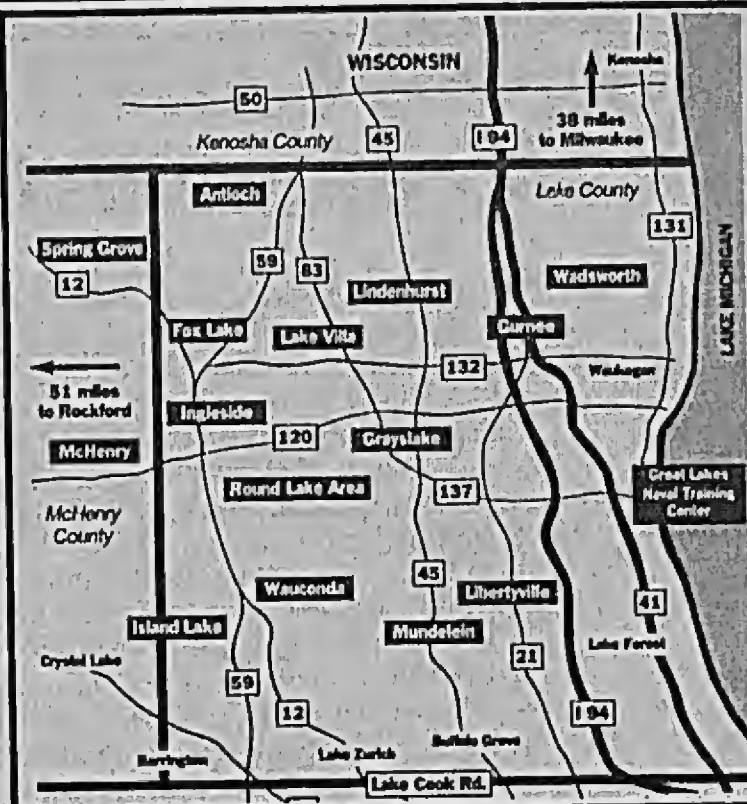 WISCONSIN
Kenosha
50
38 miles
to Milwaukee
Kenosha County
45
I 94
Antioch
Lake County
131
Spring Grove
59
83
12
Lindenhurst
Wadsworth
LAKE MICHIGAN
Fox Lake
Lake Villa
Gurnee
132
Waukegan
51 miles
to Rockford
Ingleside
120
Grayslake
McHenry
Great Lakes
Naval Training
Center
Round Lake Area
137
McHenry
County
45
Wauconda
Libertyville
41
Island Lake
Mundelein
Lake Forest
Crystal Lake
21
59
12
I 94
Buffalo Grove
Barrington
Lake Zurich
Lake Cook Rd.